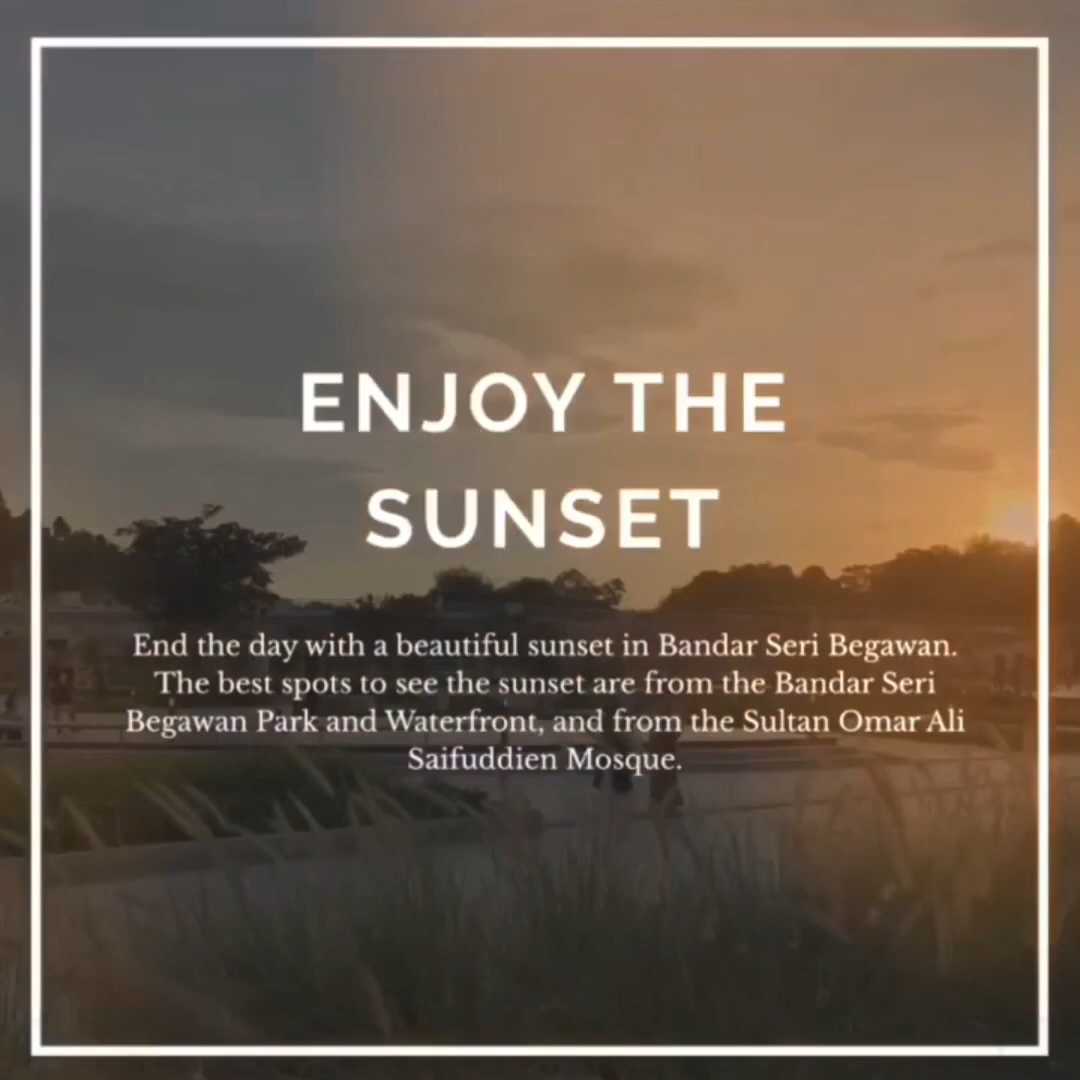 ENJOY THE
SUNSET
End the day with a beautiful sunset in Bandar Seri Begawan.
The best spots to see the sunset are from the Bandar Seri
Begawan Park and Waterfront, and from the Sultan Omar Ali
Saifuddien Mosque.